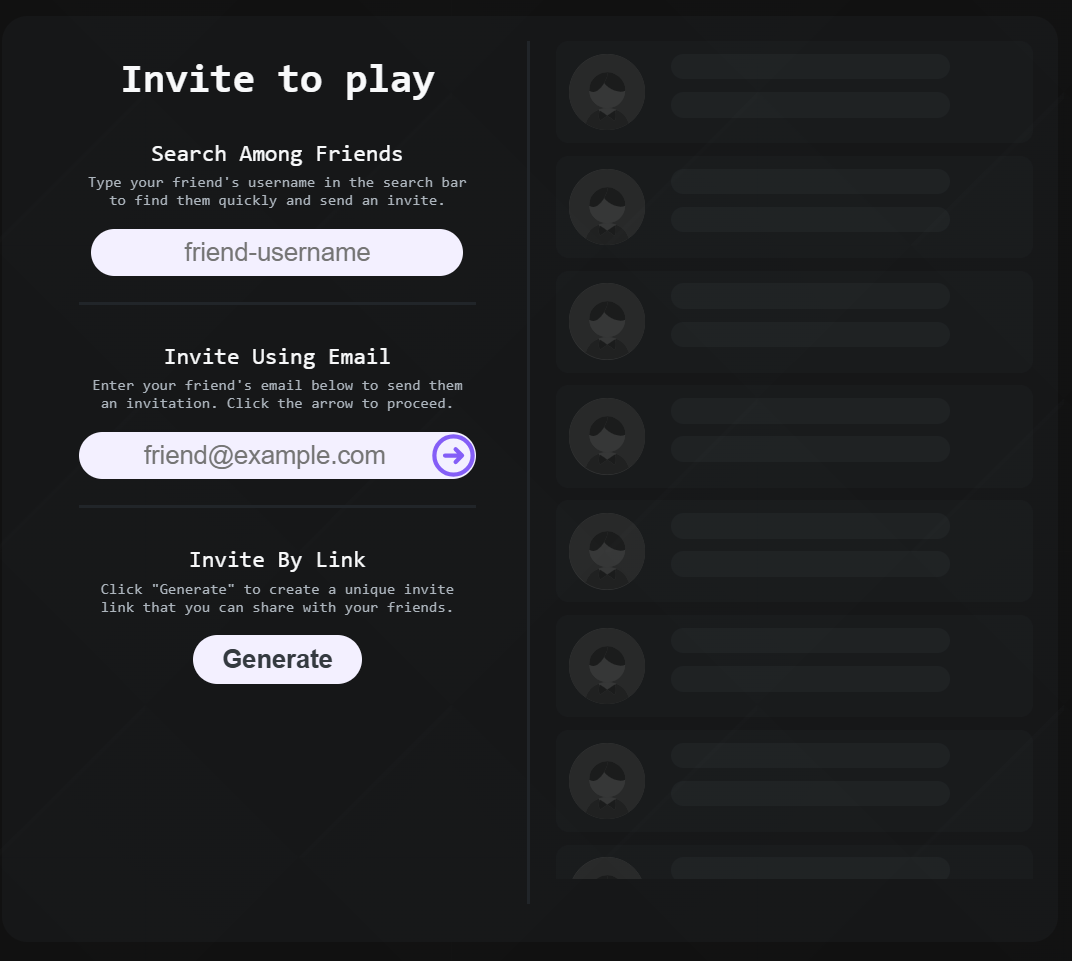 Invite to play
Search Among Friends
Type your friend's username in the search bar
to find them quickly and send an invite.
friend-username
Invite Using Email
Enter your friend's email below to send them
an invitation. Click the arrow to proceed.
friend@example.com
Invite By Link
Click "Generate" to create a unique invite
link that you can share with your friends.
Generate